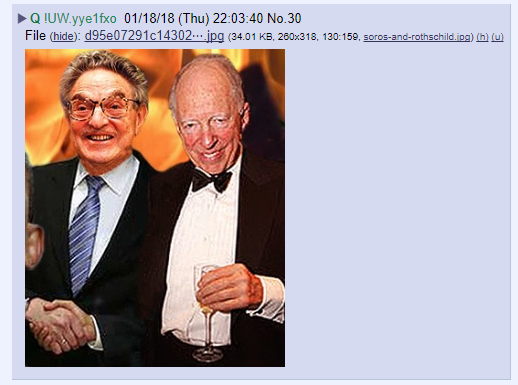 ▶ Q !UW.yye1fxo 01/18/18 (Thu) 22:03:40 No.30
File (hide): d95e07291c14302⋯.jpg (34.01 KB, 260x318, 130:159, soros-and-rothschild.jpg) (h) (u)